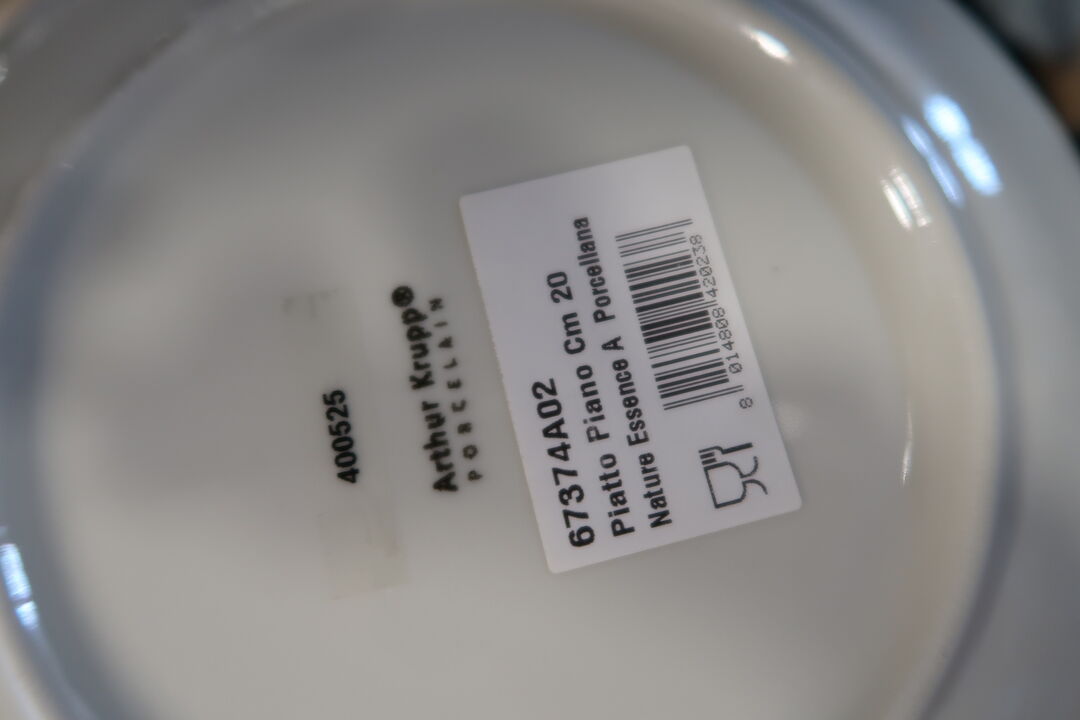 400525
Arthur Krupp®
PORCELAIN
67374A02
Piatto Piano Cm 20
Nature Essence A Porcellana
8 014808 420238